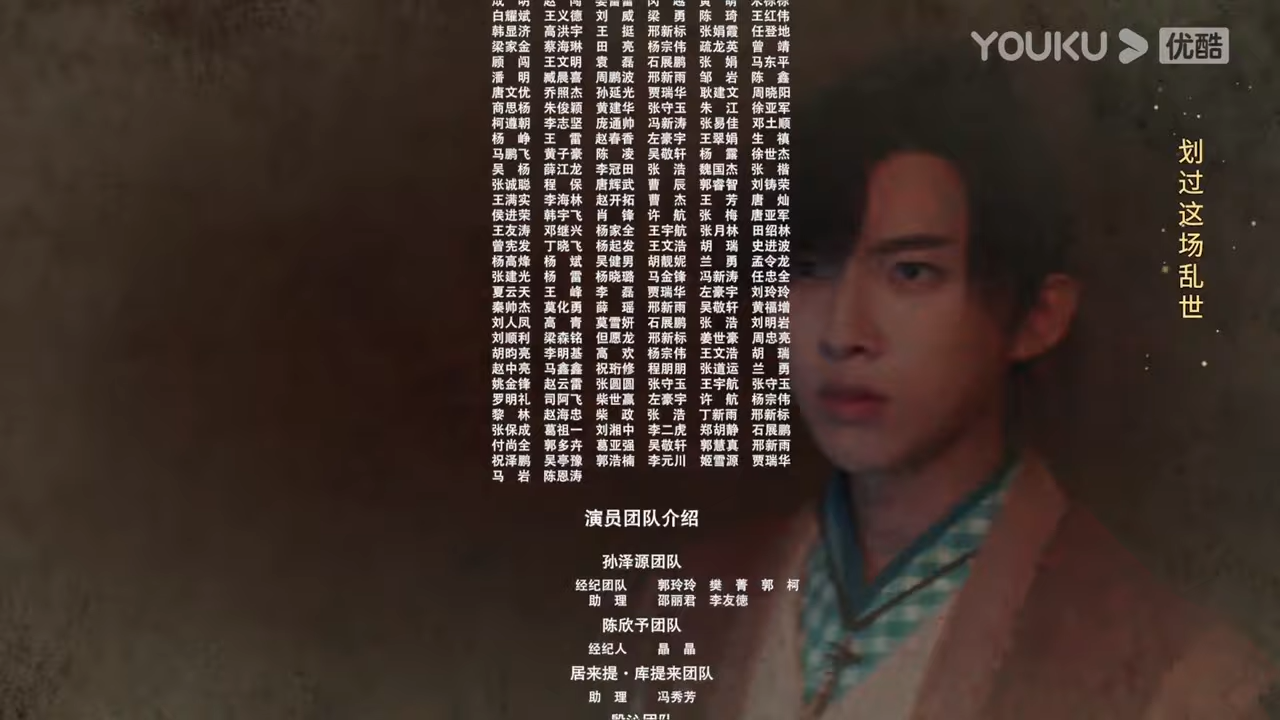 YOUKU 优酷
白耀斌 王义德 刘 威 梁 勇 陈 琦 王红伟
韩显济 高洪宇 王 挺 邢新标 张娟霞 任登地
梁家金 蔡海琳 田 亮 杨宗伟 疏龙英 曾 靖
顾 闯 王文明 袁 磊 石展鹏 张 娟 马东平
潘 明 臧晨喜 周鹏波 邢新雨 邹 岩 陈 鑫
唐文优 乔照杰 孙延光 贾瑞华 耿建文 周晓阳
商思杨 朱俊颖 黄建华 张守玉 朱 江 徐亚军
柯遵朝 李志坚 庞通帅 冯新涛 张易佳 邓土顺
杨 峥 王 雷 赵春香 左豪宇 王翠娟 生 禛
马鹏飞 黄子豪 陈 凌 吴敬轩 杨 露 徐世杰
吴 杨 薛江龙 李冠田 张 浩 魏国杰 张 楷
张诚聪 程 保 唐辉武 曹 辰 郭睿智 刘铸荣
王满实 李海林 赵开拓 曹 杰 王 芳 唐 灿
侯进荣 韩宇飞 肖 锋 许 航 张 梅 唐亚军
王友涛 邓继兴 杨家全 王宇航 张月林 田绍林
曾宪发 丁晓飞 杨起发 王文浩 胡 瑞 史进波
杨高烽 杨 斌 吴健男 胡靓妮 兰 勇 孟令龙
张建光 杨 雷 杨晓璐 马金锋 冯新涛 任忠全
夏云天 王 峰 李 磊 贾瑞华 左豪宇 刘玲玲
秦帅杰 莫化勇 薛 瑶 邢新雨 吴敬轩 黄福增
刘人凤 高 青 莫雪妍 石展鹏 张 浩 刘明岩
刘顺利 梁森铭 但愿龙 邢新标 姜世豪 周忠亮
胡昀亮 李明基 高 欢 杨宗伟 王文浩 胡 瑞
赵中亮 马鑫鑫 祝珩修 程朋朋 张道运 兰 勇
姚金锋 赵云雷 张圆圆 张守玉 王宇航 张守玉
罗明礼 司阿飞 柴世赢 左豪宇 许 航 杨宗伟
黎 林 赵海忠 柴 政 张 浩 丁新雨 邢新标
张保成 葛祖一 刘湘中 李二虎 郑胡静 石展鹏
付尚全 郭多卉 葛亚强 吴敬轩 郭慧真 邢新雨
祝泽鹏 吴亭豫 郭浩楠 李元川 姬雪源 贾瑞华
马 岩 陈恩涛
演员团队介绍
孙泽源团队
经纪团队 郭玲玲 樊 菁 郭 柯
助 理 邵丽君 李友德
陈欣予团队
经纪人 晶 晶
居来提·库提来团队
助 理 冯秀芳
划过这场乱世